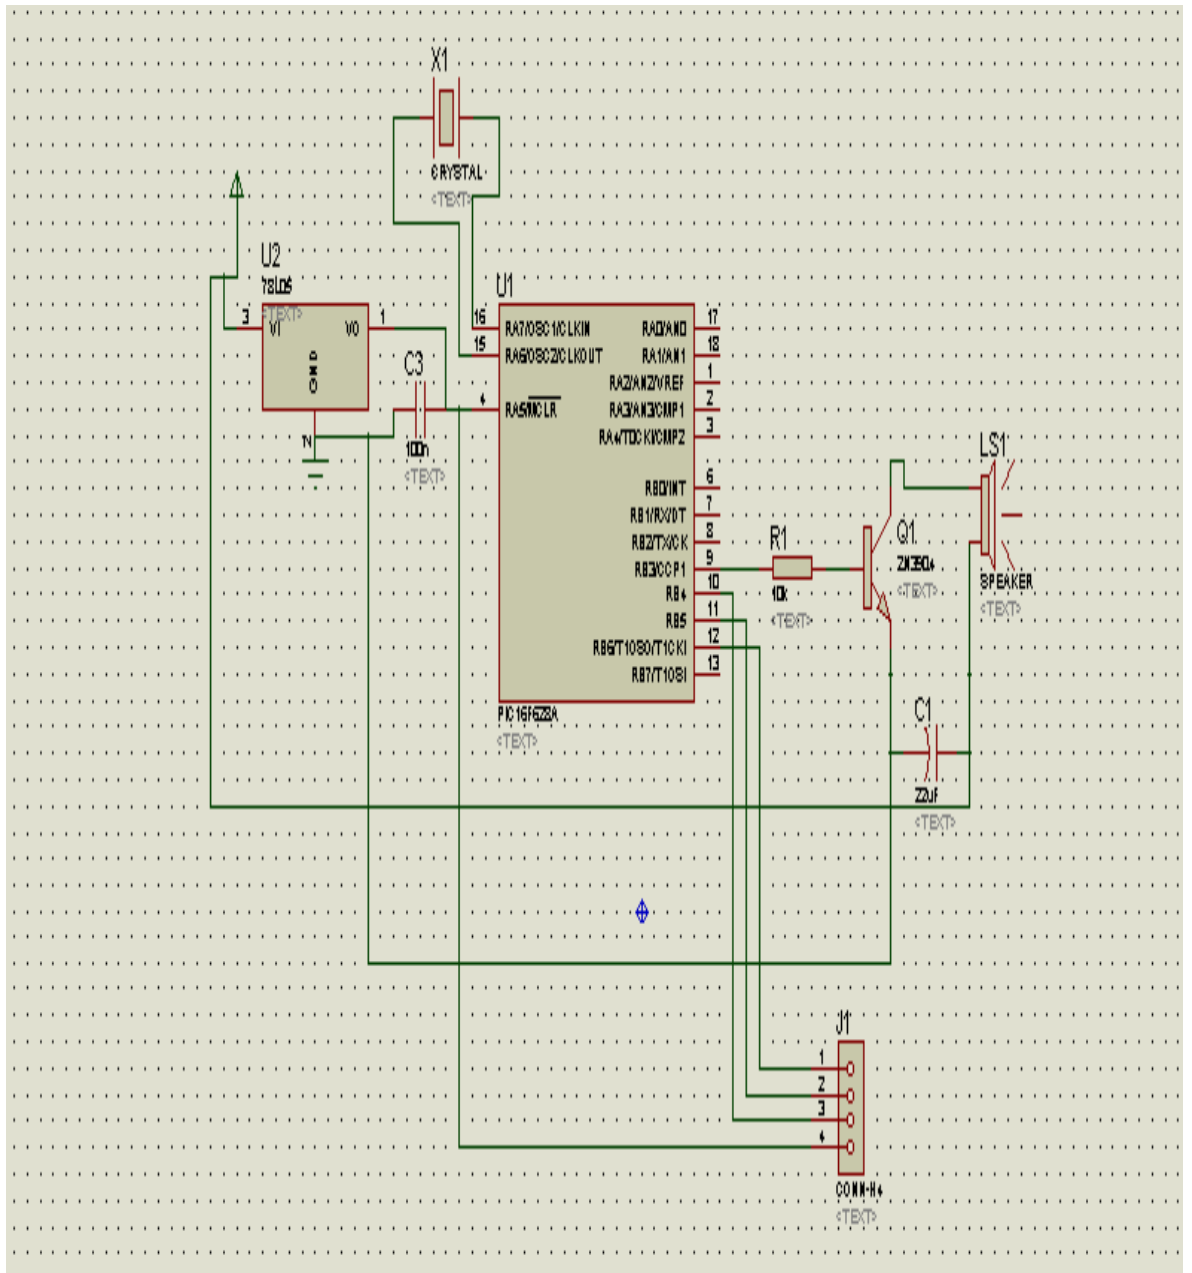 X1
CRYSTAL
<TEXT>
U2
78L05
<TEXT>
3
VI
VO
1
GND
2
C3
100n
<TEXT>
U1
16
RA7/OSC1/CLKIN
15
RA6/OSC2/CLKOUT
4
RA5/MCLR
RA0/AN0
17
RA1/AN1
18
RA2/AN2/VREF
1
RA3/AN3/CMP1
2
RA4/T0CKI/CMP2
3
RB0/INT
6
RB1/RX/DT
7
RB2/TX/CK
8
RB3/CCP1
9
RB4
10
RB5
11
RB6/T1OSO/T1CKI
12
RB7/T1OSI
13
PIC16F628A
<TEXT>
R1
10k
<TEXT>
Q1
2N3904
<TEXT>
LS1
SPEAKER
<TEXT>
C1
22uF
<TEXT>
J1
1
2
3
4
CONN-H4
<TEXT>